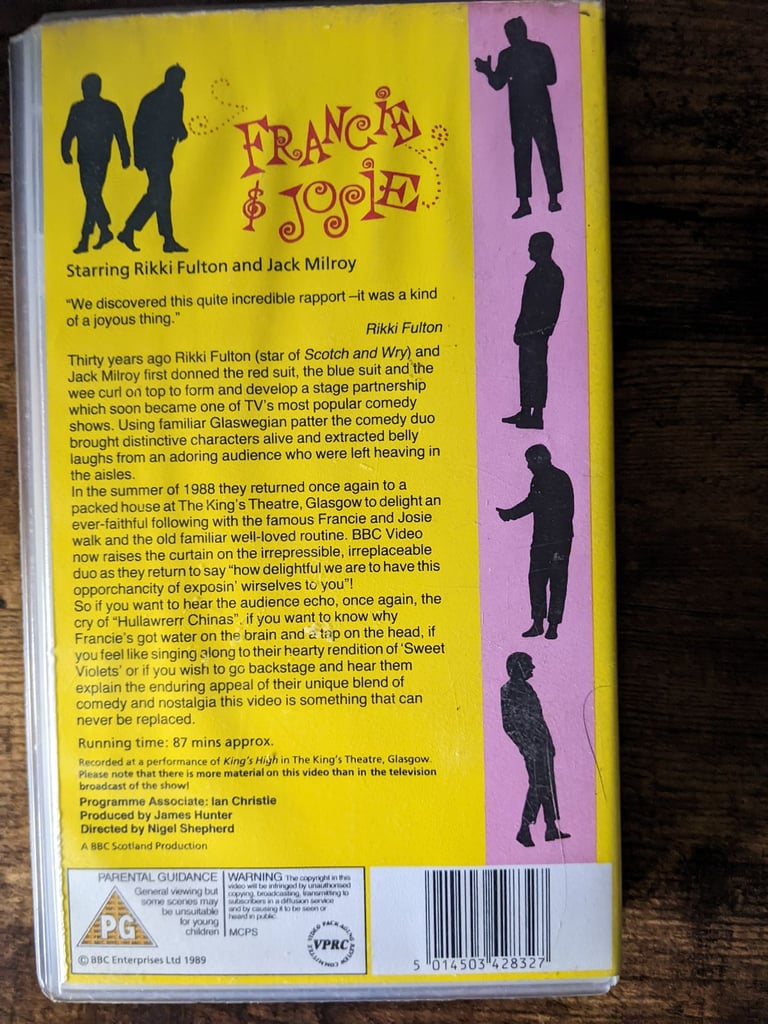 FRANCIE
& JOSIE
Starring Rikki Fulton and Jack Milroy
“We discovered this quite incredible rapport –it was a kind
of a joyous thing.”
Rikki Fulton
Thirty years ago Rikki Fulton (star of Scotch and Wry) and
Jack Milroy first donned the red suit, the blue suit and the
wee curl on top to form and develop a stage partnership
which soon became one of TV's most popular comedy
shows. Using familiar Glaswegian patter the comedy duo
brought distinctive characters alive and extracted belly
laughs from an adoring audience who were left heaving in
the aisles.
In the summer of 1988 they returned once again to a
packed house at The King's Theatre, Glasgow to delight an
ever-faithful following with the famous Francie and Josie
walk and the old familiar well-loved routine. BBC Video
now raises the curtain on the irrepressible, irreplaceable
duo as they return to say “how delightful we are to have this
opporchancity of exposin' wirselves to you”!
So if you want to hear the audience echo, once again, the
cry of “Hullawrerr Chinas”, if you want to know why
Francie's got water on the brain and a tap on the head, if
you feel like singing along to their hearty rendition of 'Sweet
Violets' or if you wish to go backstage and hear them
explain the enduring appeal of their unique blend of
comedy and nostalgia this video is something that can
never be replaced.
Running time: 87 mins approx.
Recorded at a performance of King's High in The King's Theatre, Glasgow.
Please note that there is more material on this video than in the television
broadcast of the show!
Programme Associate: Ian Christie
Produced by James Hunter
Directed by Nigel Shepherd
A BBC Scotland Production
PARENTAL GUIDANCE
General viewing but
some scenes may
be unsuitable
for young
children
PG
© BBC Enterprises Ltd 1989
WARNING The copyright in this
video will be infringed by unauthorised
copying, broadcasting, transmitting to
subscribers in a diffusion service
and by causing it to be seen or
heard in public.
MCPS
VIDEO PACKAGING REVIEW COMMITTEE
VPRC
5 014503 428327